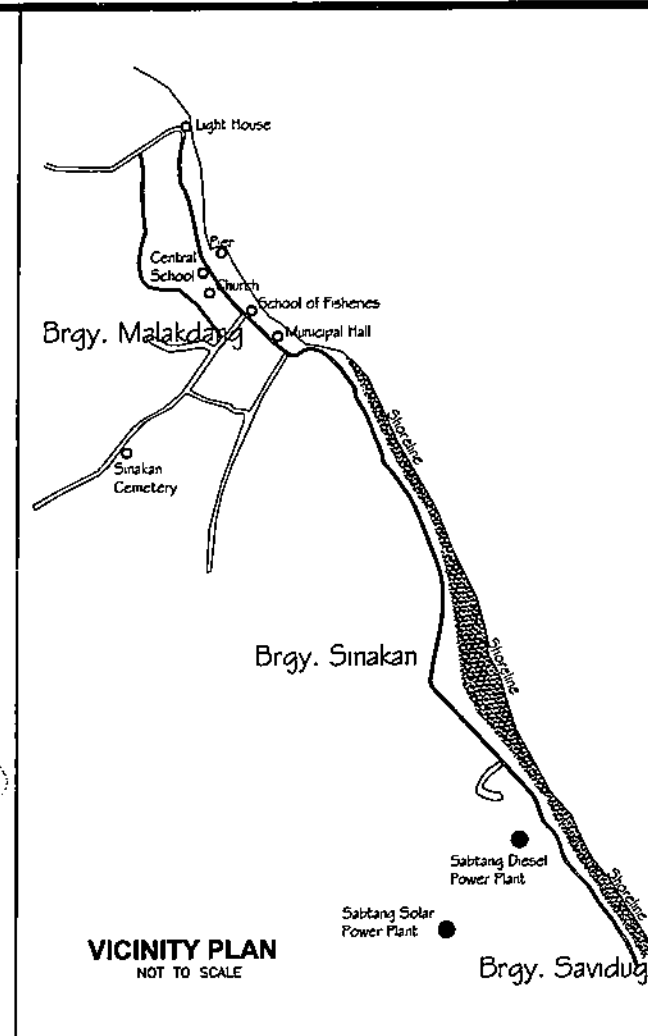 Light House
Pier
Central
School
Church
School of Fisheries
Municipal Hall
Brgy. Malakdang
Shoreline
Sinakan
Cemetery
Brgy. Sinakan
Shoreline
Sabtang Diesel
Power Plant
Shoreline
Sabtang Solar
Power Plant
VICINITY PLAN
NOT TO SCALE
Brgy. Savidug